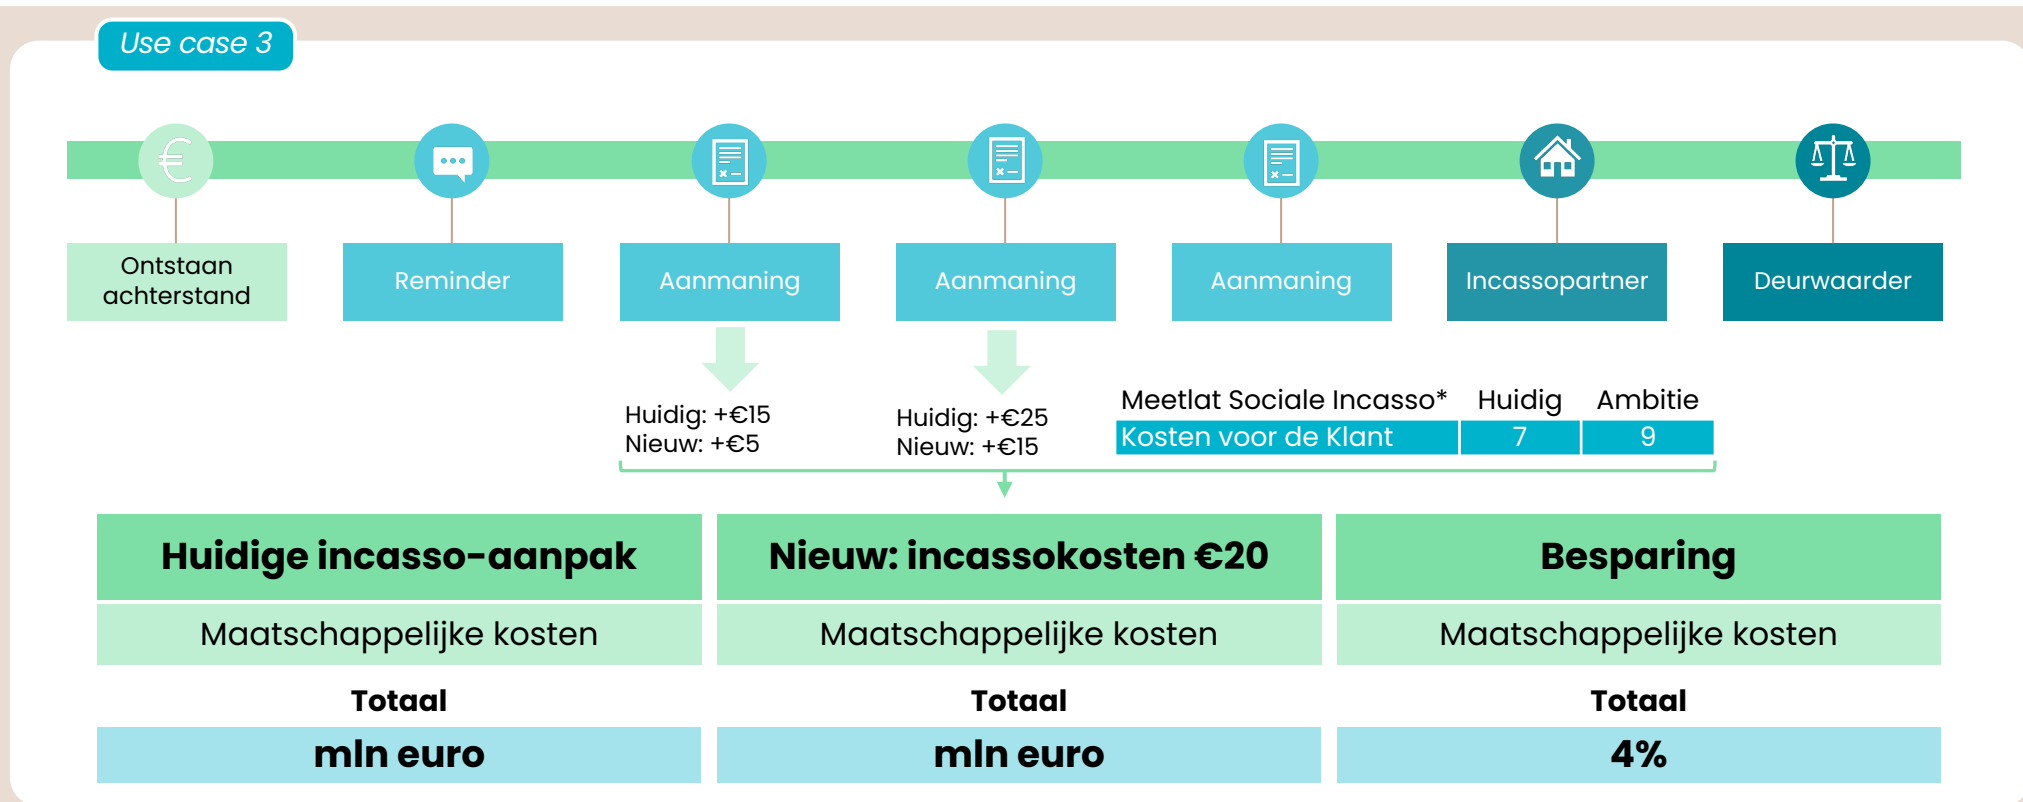 Use case 3
Ontstaan
achterstand
Reminder
Aanmaning
Aanmaning
Aanmaning
Incassopartner
Deurwaarder
Huidig: +€15
Nieuw: +€5
Huidig: +€25
Nieuw: +€15
Meetlat Sociale Incasso* Huidig Ambitie
Kosten voor de Klant 7 9
Huidige incasso-aanpak
Nieuw: incassokosten €20
Besparing
Maatschappelijke kosten
Maatschappelijke kosten
Maatschappelijke kosten
Totaal
Totaal
Totaal
mln euro
mln euro
4%